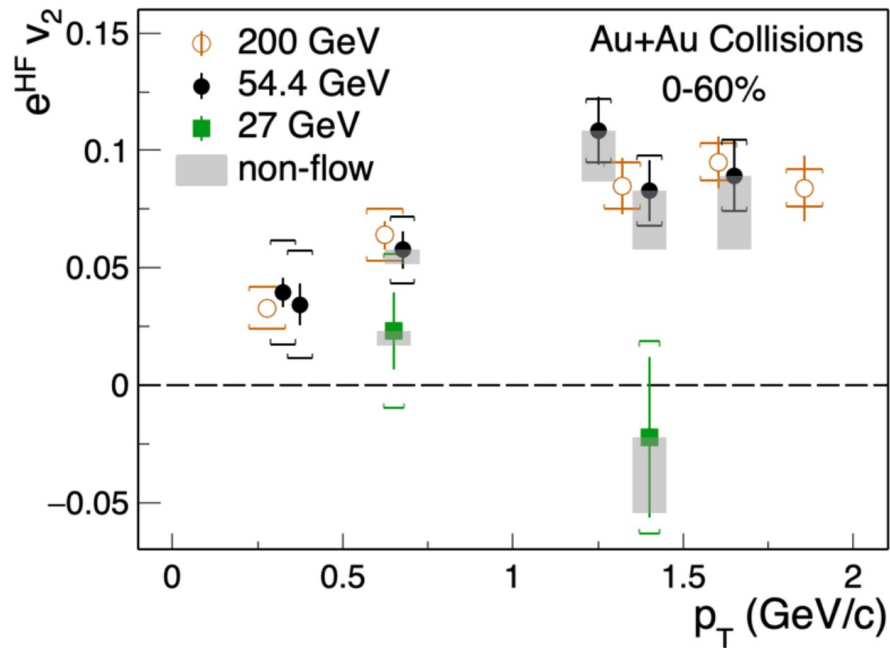 e^HF v_2
0.15
0.1
0.05
0
−0.05
200 GeV
54.4 GeV
27 GeV
non-flow
Au+Au Collisions
0-60%
0 0.5 1 1.5 2
p_T (GeV/c)